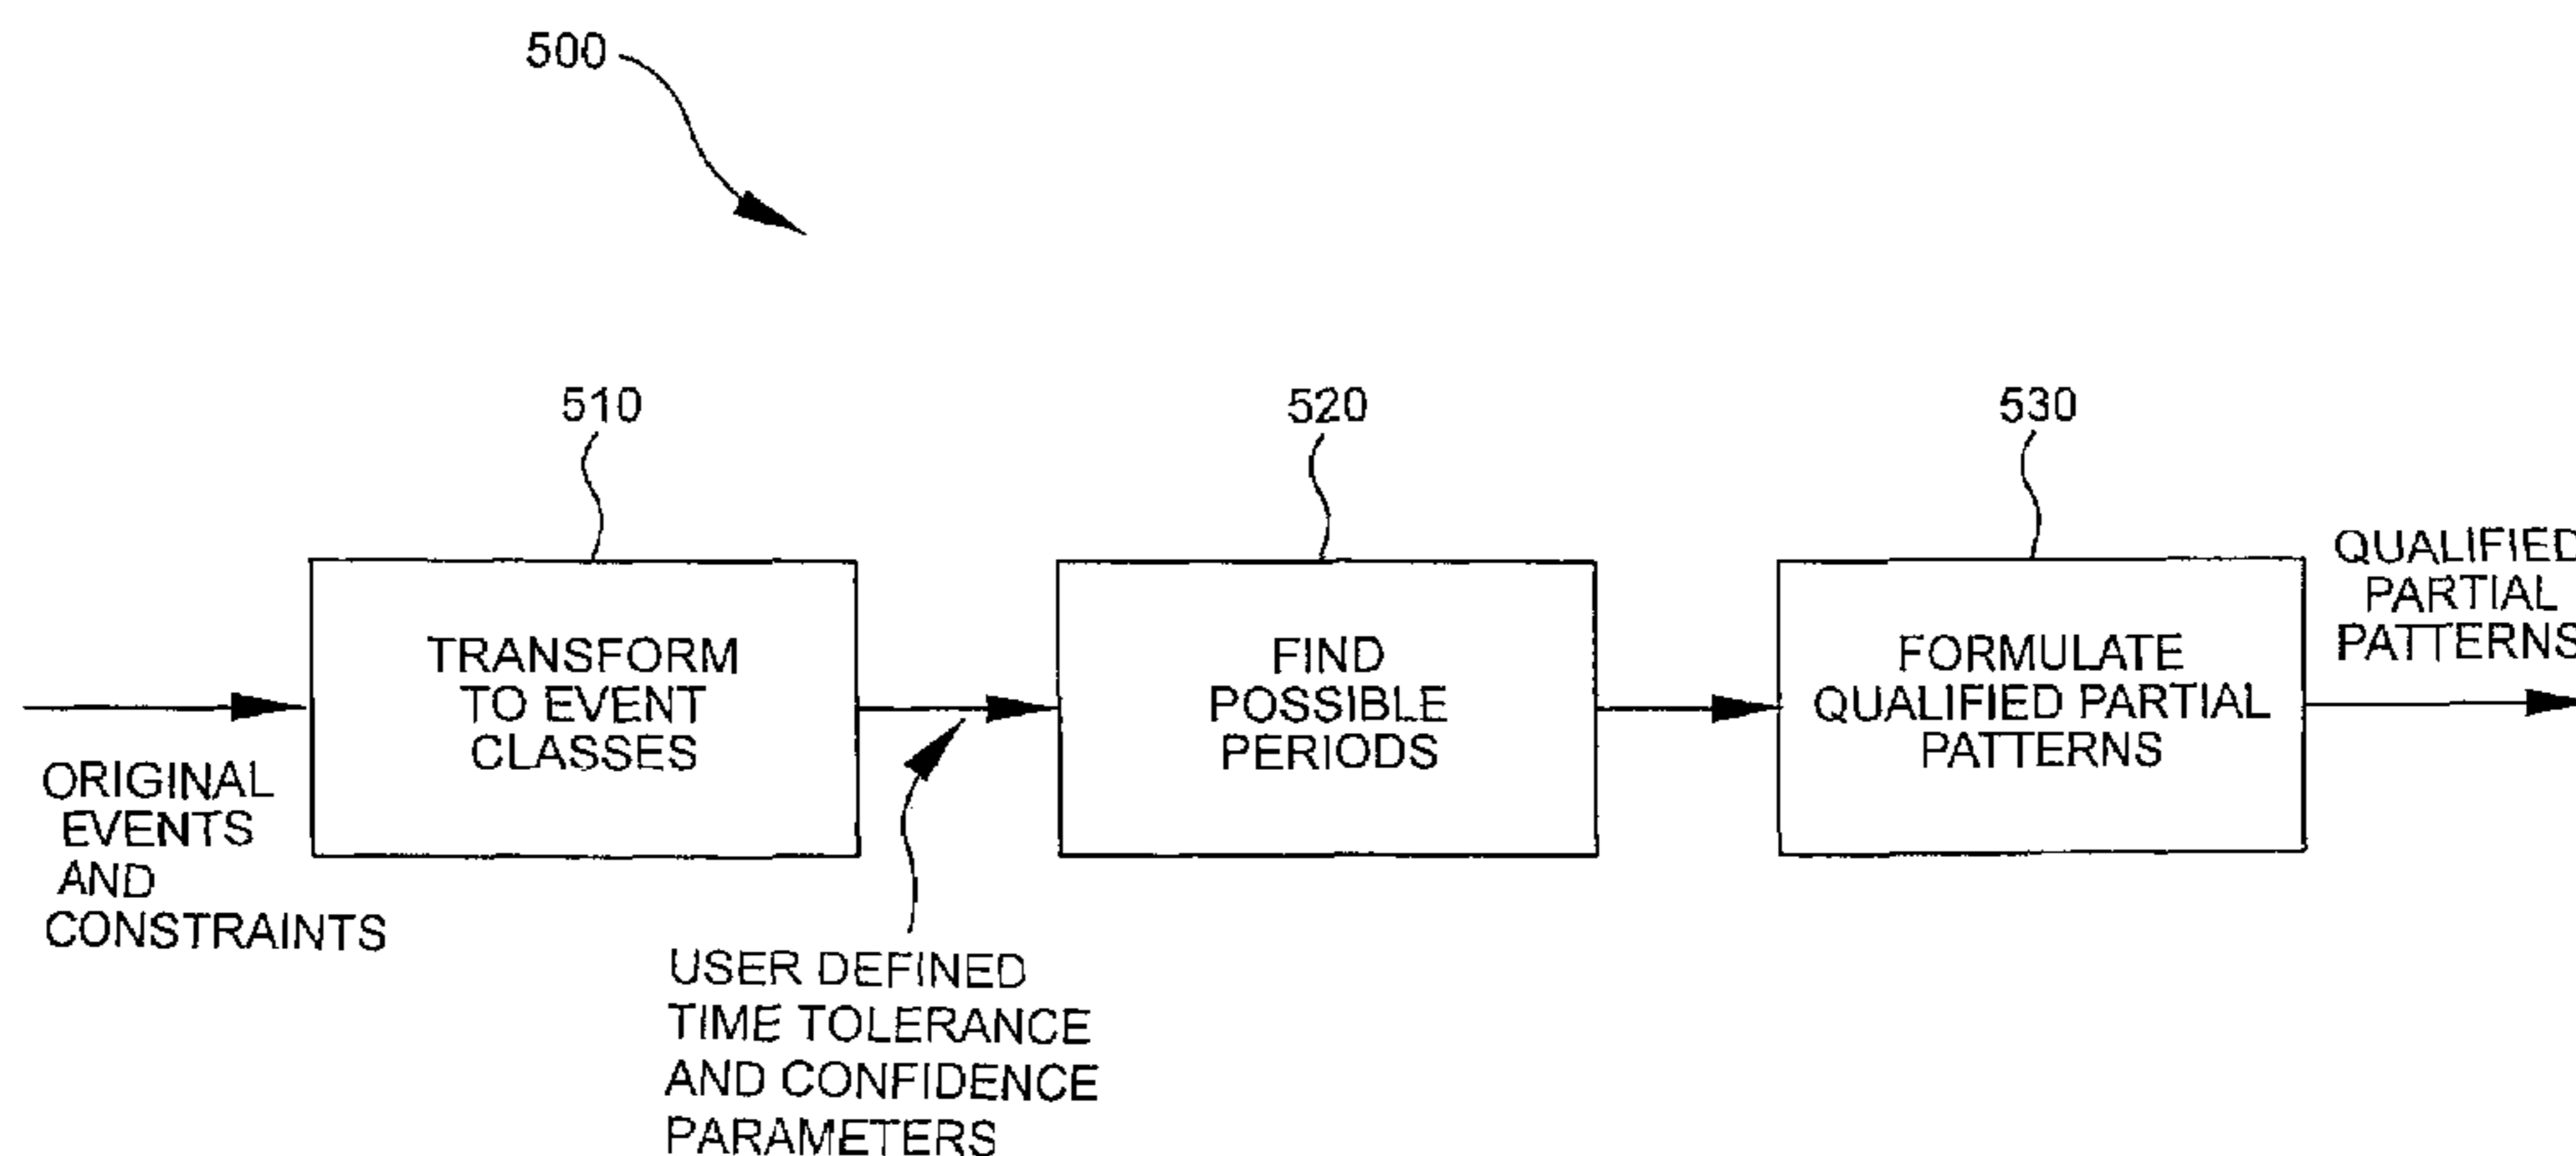 500
510
520
530
TRANSFORM
TO EVENT
CLASSES
FIND
POSSIBLE
PERIODS
FORMULATE
QUALIFIED PARTIAL
PATTERNS
QUALIFIED
PARTIAL
PATTERNS
ORIGINAL
EVENTS
AND
CONSTRAINTS
USER DEFINED
TIME TOLERANCE
AND CONFIDENCE
PARAMETERS